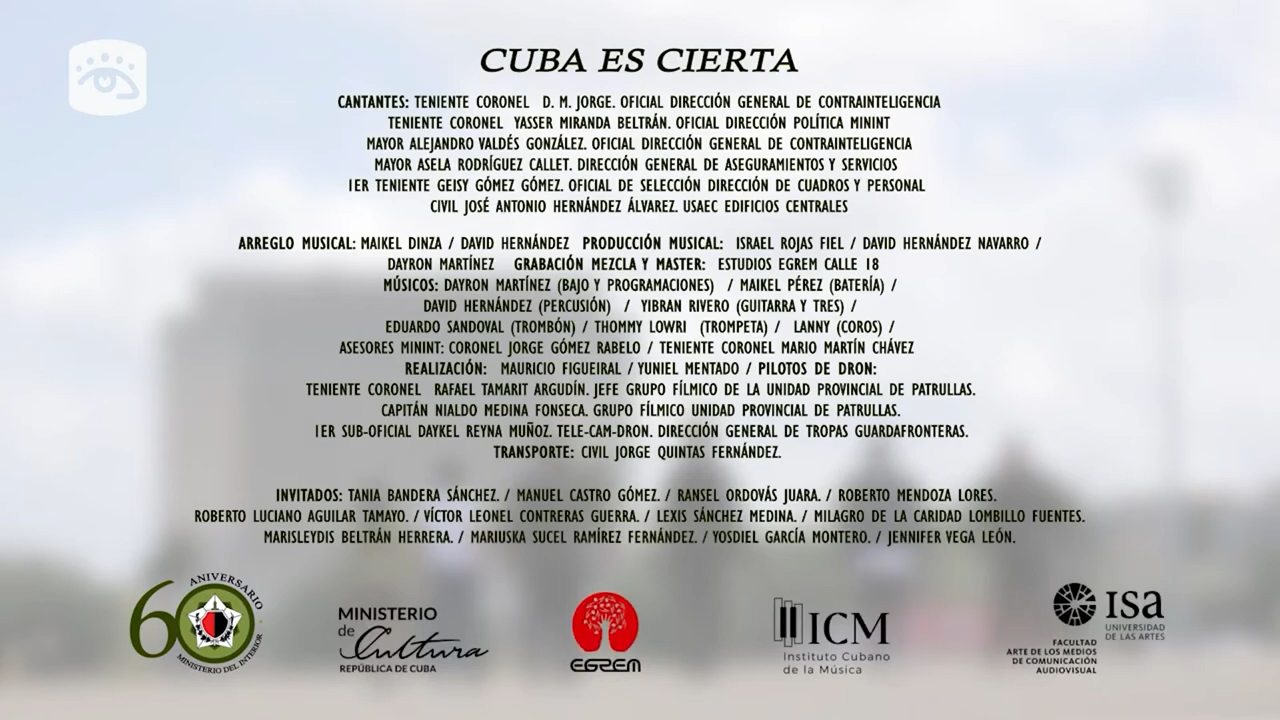 CUBA ES CIERTA
CANTANTES: TENIENTE CORONEL D. M. JORGE. OFICIAL DIRECCIÓN GENERAL DE CONTRAINTELIGENCIA
TENIENTE CORONEL YASSER MIRANDA BELTRÁN. OFICIAL DIRECCIÓN POLÍTICA MININT
MAYOR ALEJANDRO VALDÉS GONZÁLEZ. OFICIAL DIRECCIÓN GENERAL DE CONTRAINTELIGENCIA
MAYOR ASELA RODRÍGUEZ CALLET. DIRECCIÓN GENERAL DE ASEGURAMIENTOS Y SERVICIOS
1ER TENIENTE GEISY GÓMEZ GÓMEZ. OFICIAL DE SELECCIÓN DIRECCIÓN DE CUADROS Y PERSONAL
CIVIL JOSÉ ANTONIO HERNÁNDEZ ÁLVAREZ. USAEC EDIFICIOS CENTRALES
ARREGLO MUSICAL: MAIKEL DINZA / DAVID HERNÁNDEZ PRODUCCIÓN MUSICAL: ISRAEL ROJAS FIEL / DAVID HERNÁNDEZ NAVARRO /
DAYRON MARTÍNEZ GRABACIÓN MEZCLA Y MASTER: ESTUDIOS EGREM CALLE 18
MÚSICOS: DAYRON MARTÍNEZ (BAJO Y PROGRAMACIONES) / MAIKEL PÉREZ (BATERÍA) /
DAVID HERNÁNDEZ (PERCUSIÓN) / YIBRAN RIVERO (GUITARRA Y TRES) /
EDUARDO SANDOVAL (TROMBÓN) / THOMMY LOWRI (TROMPETA) / LANNY (COROS) /
ASESORES MININT: CORONEL JORGE GÓMEZ RABELO / TENIENTE CORONEL MARIO MARTÍN CHÁVEZ
REALIZACIÓN: MAURICIO FIGUEIRAL / YUNIEL MENTADO / PILOTOS DE DRON:
TENIENTE CORONEL RAFAEL TAMARIT ARGUDÍN. JEFE GRUPO FÍLMICO DE LA UNIDAD PROVINCIAL DE PATRULLAS.
CAPITÁN NIALDO MEDINA FONSECA. GRUPO FÍLMICO UNIDAD PROVINCIAL DE PATRULLAS.
1ER SUB-OFICIAL DAYKEL REYNA MUÑOZ. TELE-CAM-DRON. DIRECCIÓN GENERAL DE TROPAS GUARDAFRONTERAS.
TRANSPORTE: CIVIL JORGE QUINTAS FERNÁNDEZ.
INVITADOS: TANIA BANDERA SÁNCHEZ. / MANUEL CASTRO GÓMEZ. / RANSEL ORDOVÁS JUARA. / ROBERTO MENDOZA LORES.
ROBERTO LUCIANO AGUILAR TAMAYO. / VÍCTOR LEONEL CONTRERAS GUERRA. / LEXIS SÁNCHEZ MEDINA. / MILAGRO DE LA CARIDAD LOMBILLO FUENTES.
MARISLEYDIS BELTRÁN HERRERA. / MARIUSKA SUCEL RAMÍREZ FERNÁNDEZ. / YOSDIEL GARCÍA MONTERO. / JENNIFER VEGA LEÓN.
60 ANIVERSARIO
MINISTERIO DEL INTERIOR
MINISTERIO
de Cultura
REPÚBLICA DE CUBA
EGREM
ICM
Instituto Cubano
de la Música
ISA
UNIVERSIDAD
DE LAS ARTES
FACULTAD
ARTE DE LOS MEDIOS
DE COMUNICACIÓN
AUDIOVISUAL